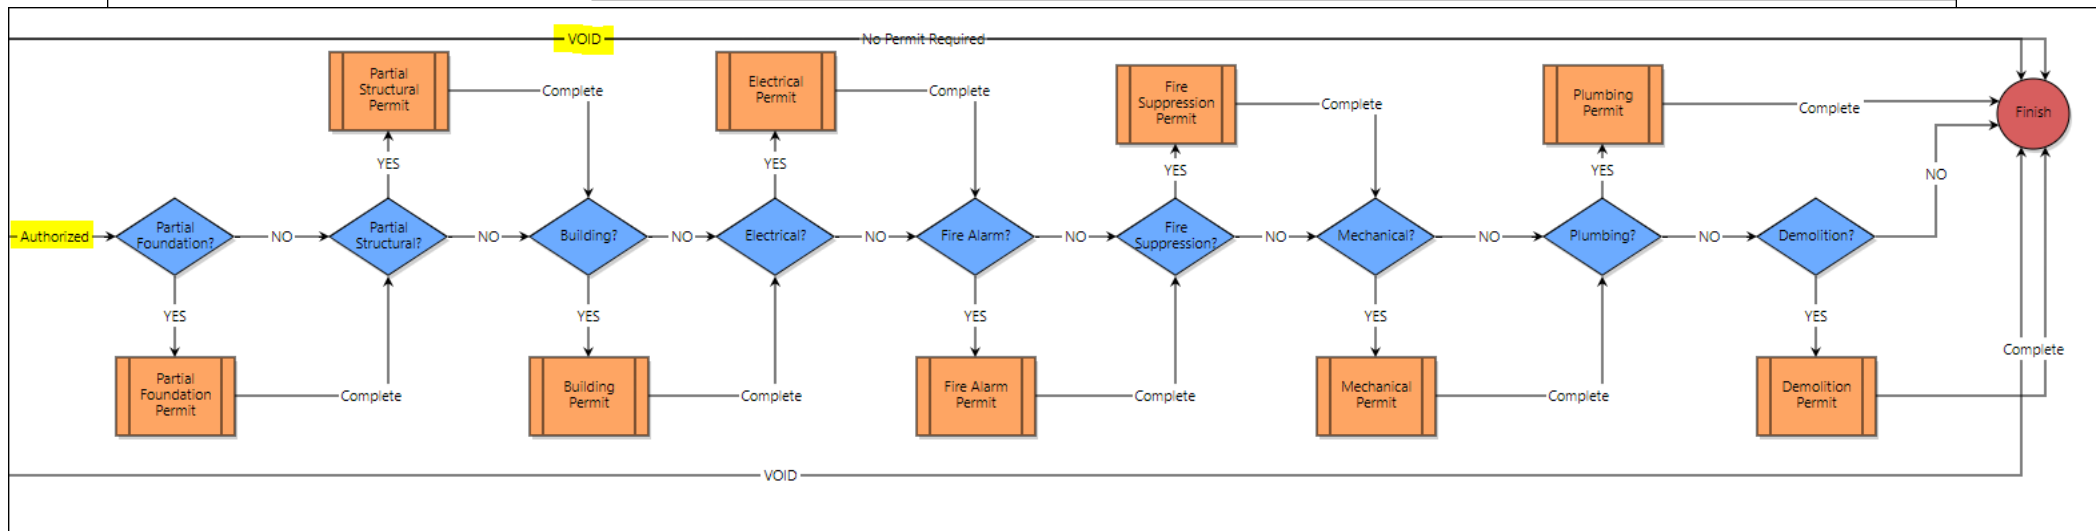 VOID
No Permit Required
Partial
Structural
Permit
Complete
Electrical
Permit
Complete
Fire
Suppression
Permit
Complete
Plumbing
Permit
Complete
Finish
YES
YES
YES
YES
NO
Authorized
Partial
Foundation?
NO
Partial
Structural?
NO
Building?
NO
Electrical?
NO
Fire Alarm?
NO
Fire
Suppression?
NO
Mechanical?
NO
Plumbing?
NO
Demolition?
YES
YES
YES
YES
YES
Complete
Partial
Foundation
Permit
Complete
Building
Permit
Complete
Fire Alarm
Permit
Complete
Mechanical
Permit
Complete
Demolition
Permit
VOID